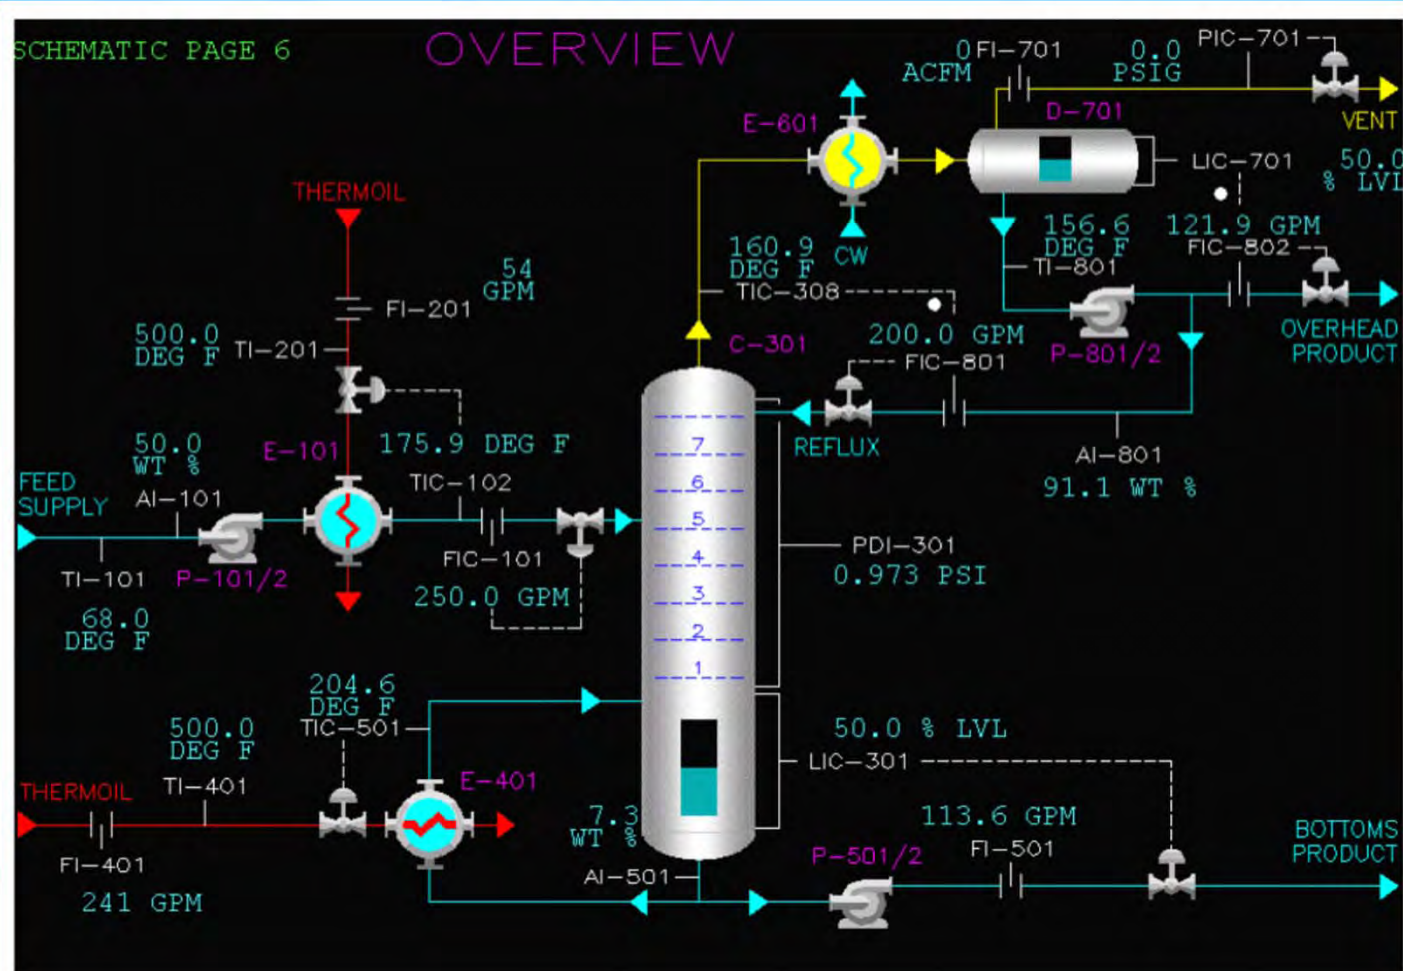 SCHEMATIC PAGE 6
OVERVIEW
0 FI-701
ACFM
0.0
PSIG
PIC-701
D-701
VENT
E-601
LIC-701
50.0
% LVL
THERMOIL
160.9
DEG F
CW
156.6
DEG F
121.9 GPM
FIC-802
TI-801
54
GPM
FI-201
TIC-308
500.0
DEG F
TI-201
C-301
200.0 GPM
FIC-801
P-801/2
OVERHEAD
PRODUCT
50.0
WT %
E-101
175.9 DEG F
REFLUX
AI-801
91.1 WT %
FEED
SUPPLY
AI-101
TIC-102
7
6
5
4
3
2
1
TI-101
P-101/2
FIC-101
PDI-301
0.973 PSI
68.0
DEG F
250.0 GPM
204.6
DEG F
TIC-501
500.0
DEG F
50.0 % LVL
LIC-301
THERMOIL
TI-401
E-401
7.3
WT %
113.6 GPM
FI-401
241 GPM
AI-501
P-501/2
FI-501
BOTTOMS
PRODUCT